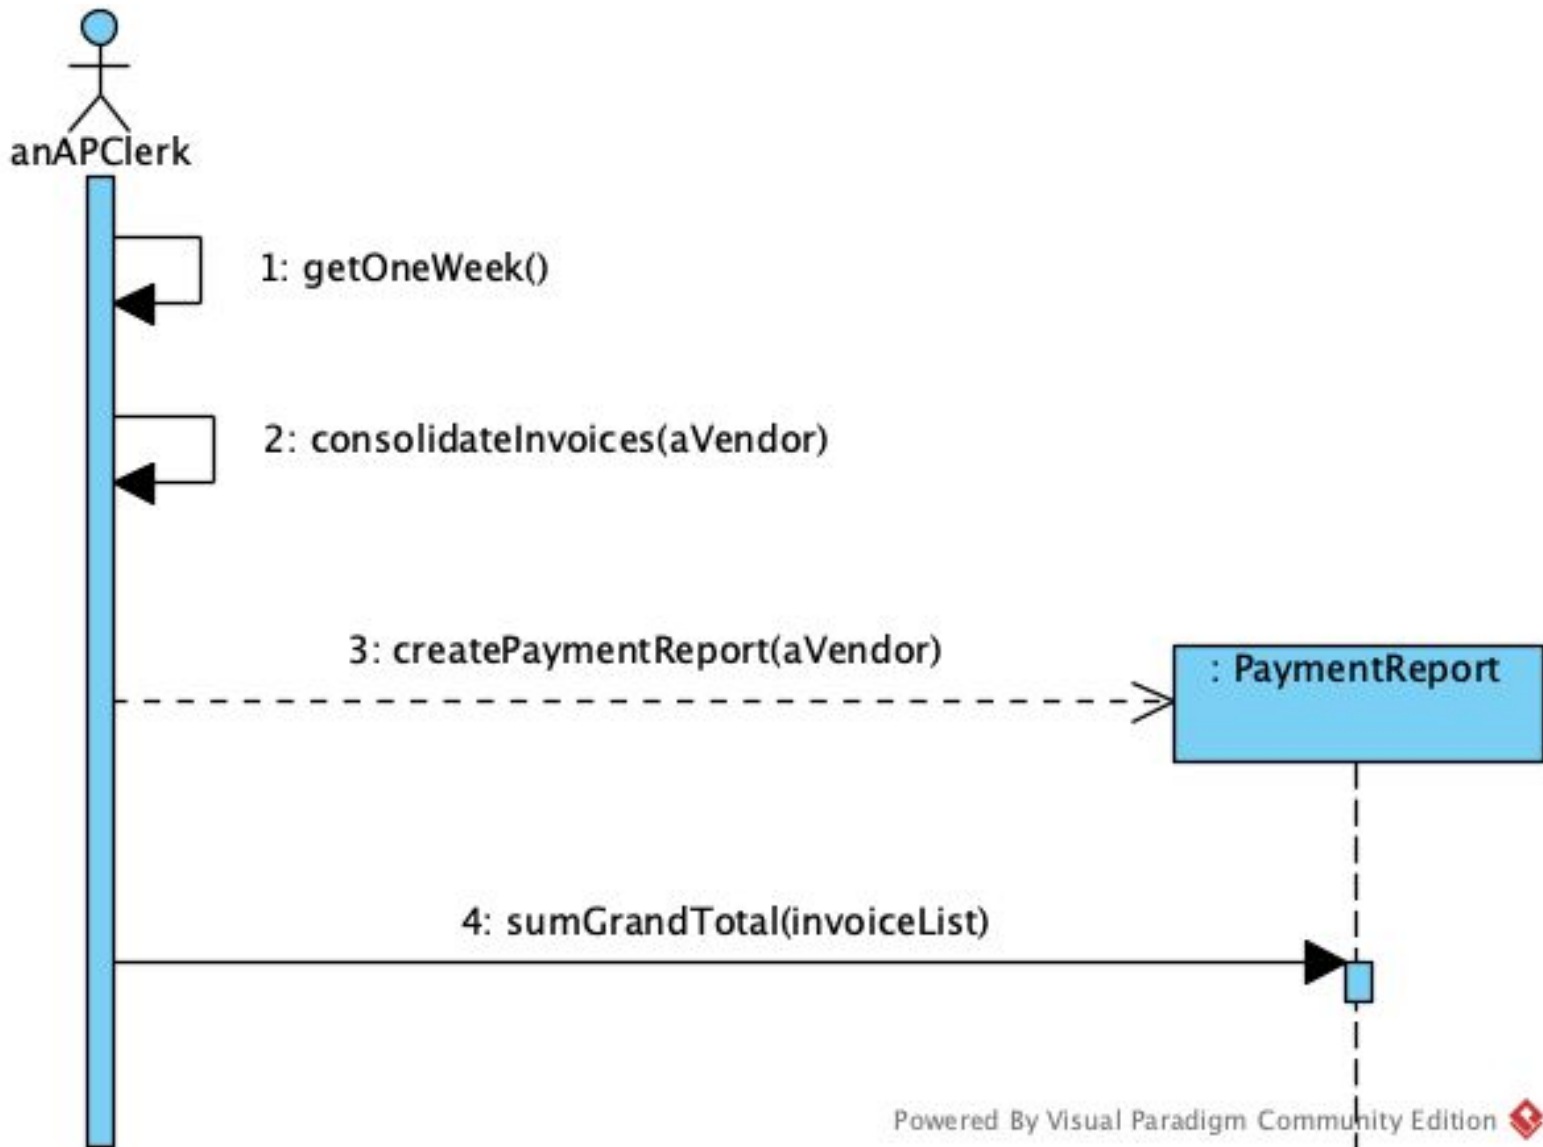 anAPClerk
1: getOneWeek()
2: consolidateInvoices(aVendor)
3: createPaymentReport(aVendor)
: PaymentReport
4: sumGrandTotal(invoiceList)
Powered By Visual Paradigm Community Edition